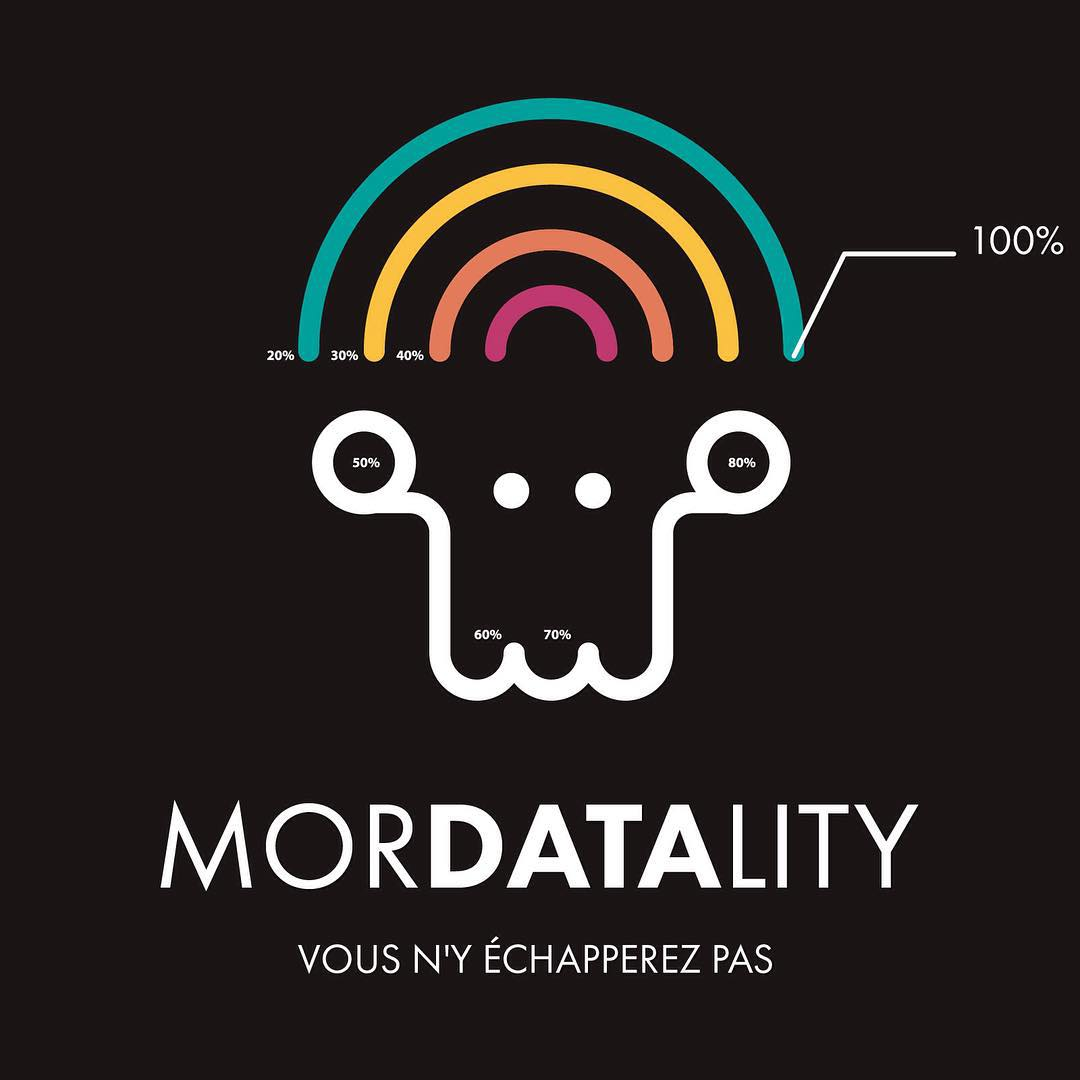 100%
20% 30% 40%
50% 80%
60% 70%
MORDATALITY
VOUS N'Y ÉCHAPPEREZ PAS